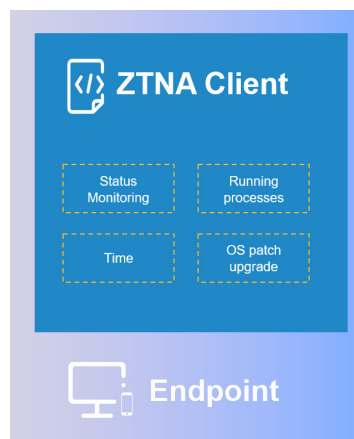 ZTNA Client
Status
Monitoring
Running
processes
Time
OS patch
upgrade
Endpoint